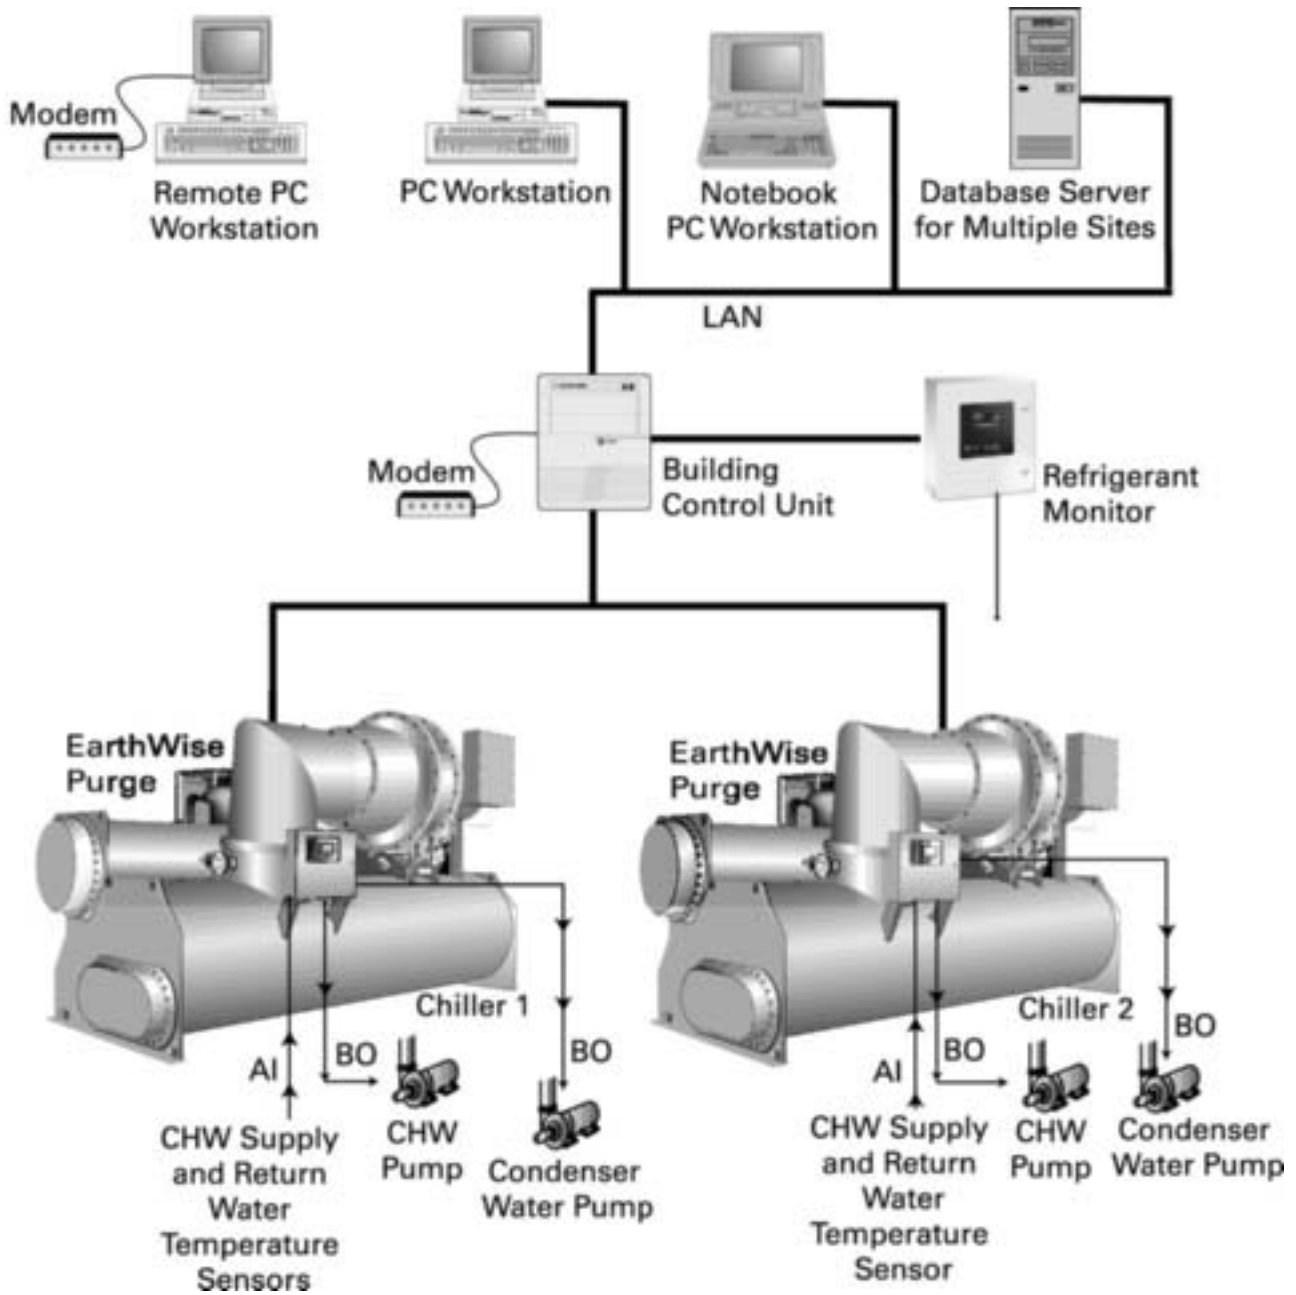 Modem
Remote PC
Workstation
PC Workstation
Notebook
PC Workstation
Database Server
for Multiple Sites
LAN
Modem
Building
Control Unit
Refrigerant
Monitor
EarthWise
Purge
EarthWise
Purge
Chiller 1
AI
BO
BO
CHW Supply
and Return
Water
Temperature
Sensors
CHW
Pump
Condenser
Water Pump
Chiller 2
AI
BO
BO
CHW Supply
and Return
Water
Temperature
Sensor
CHW
Pump
Condenser
Water Pump